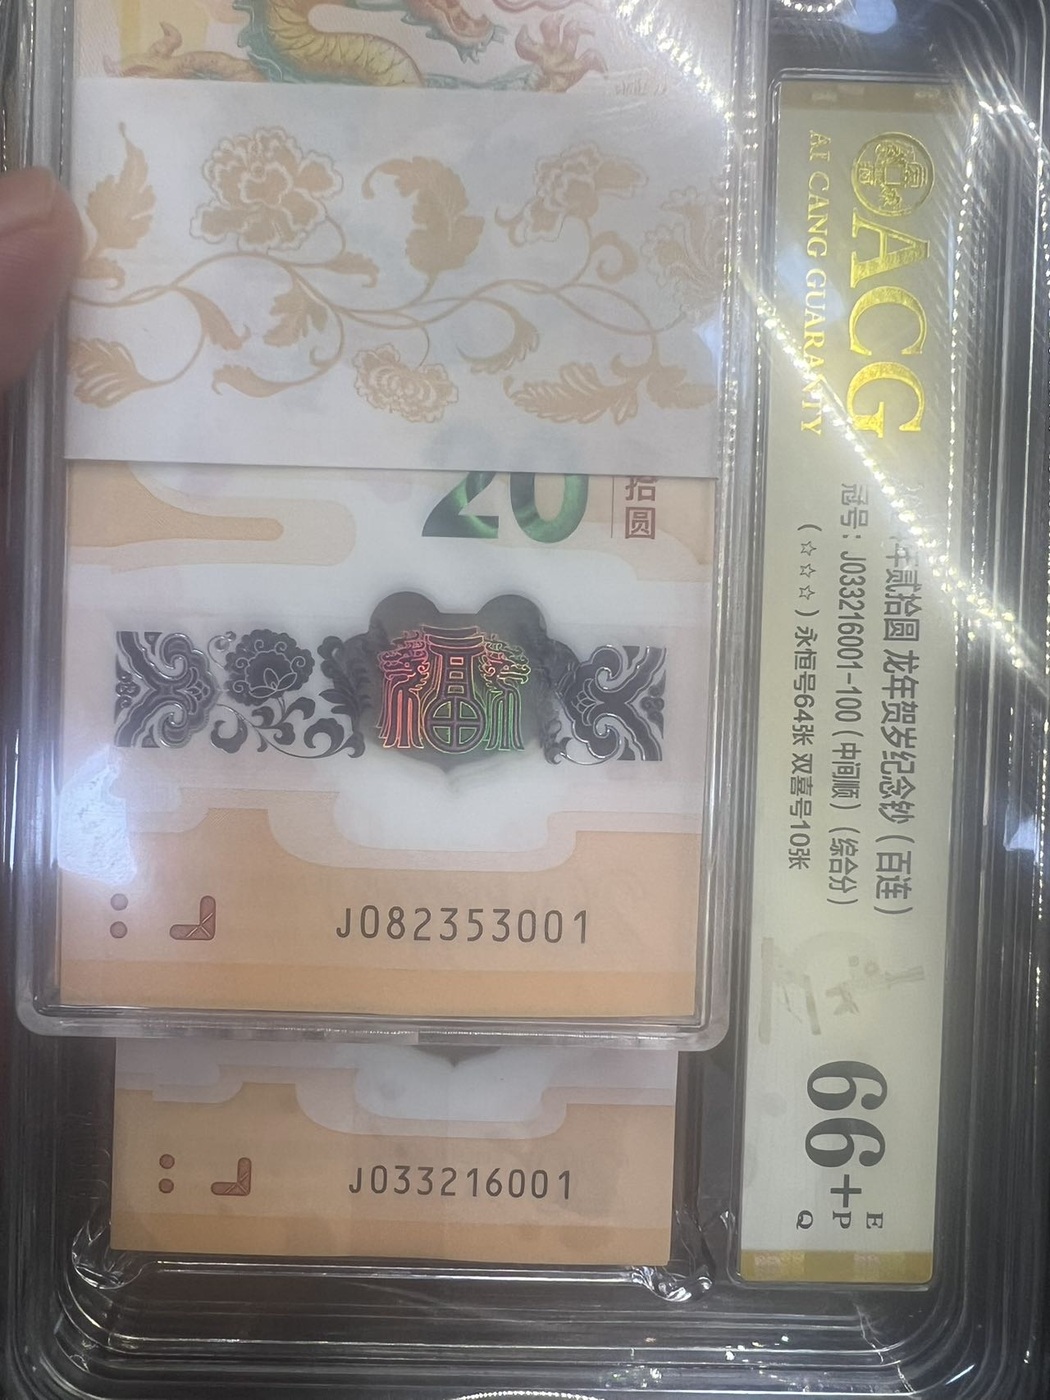 20
拾圆
J082353001
J033216001
ACG
AI CANG GUARANTY
年贰拾圆 龙年贺岁纪念钞（百连）
冠号：J033216001-100（中间顺）（综合分）
（☆☆☆）永恒号64张 双喜号10张
66+
E
P
Q